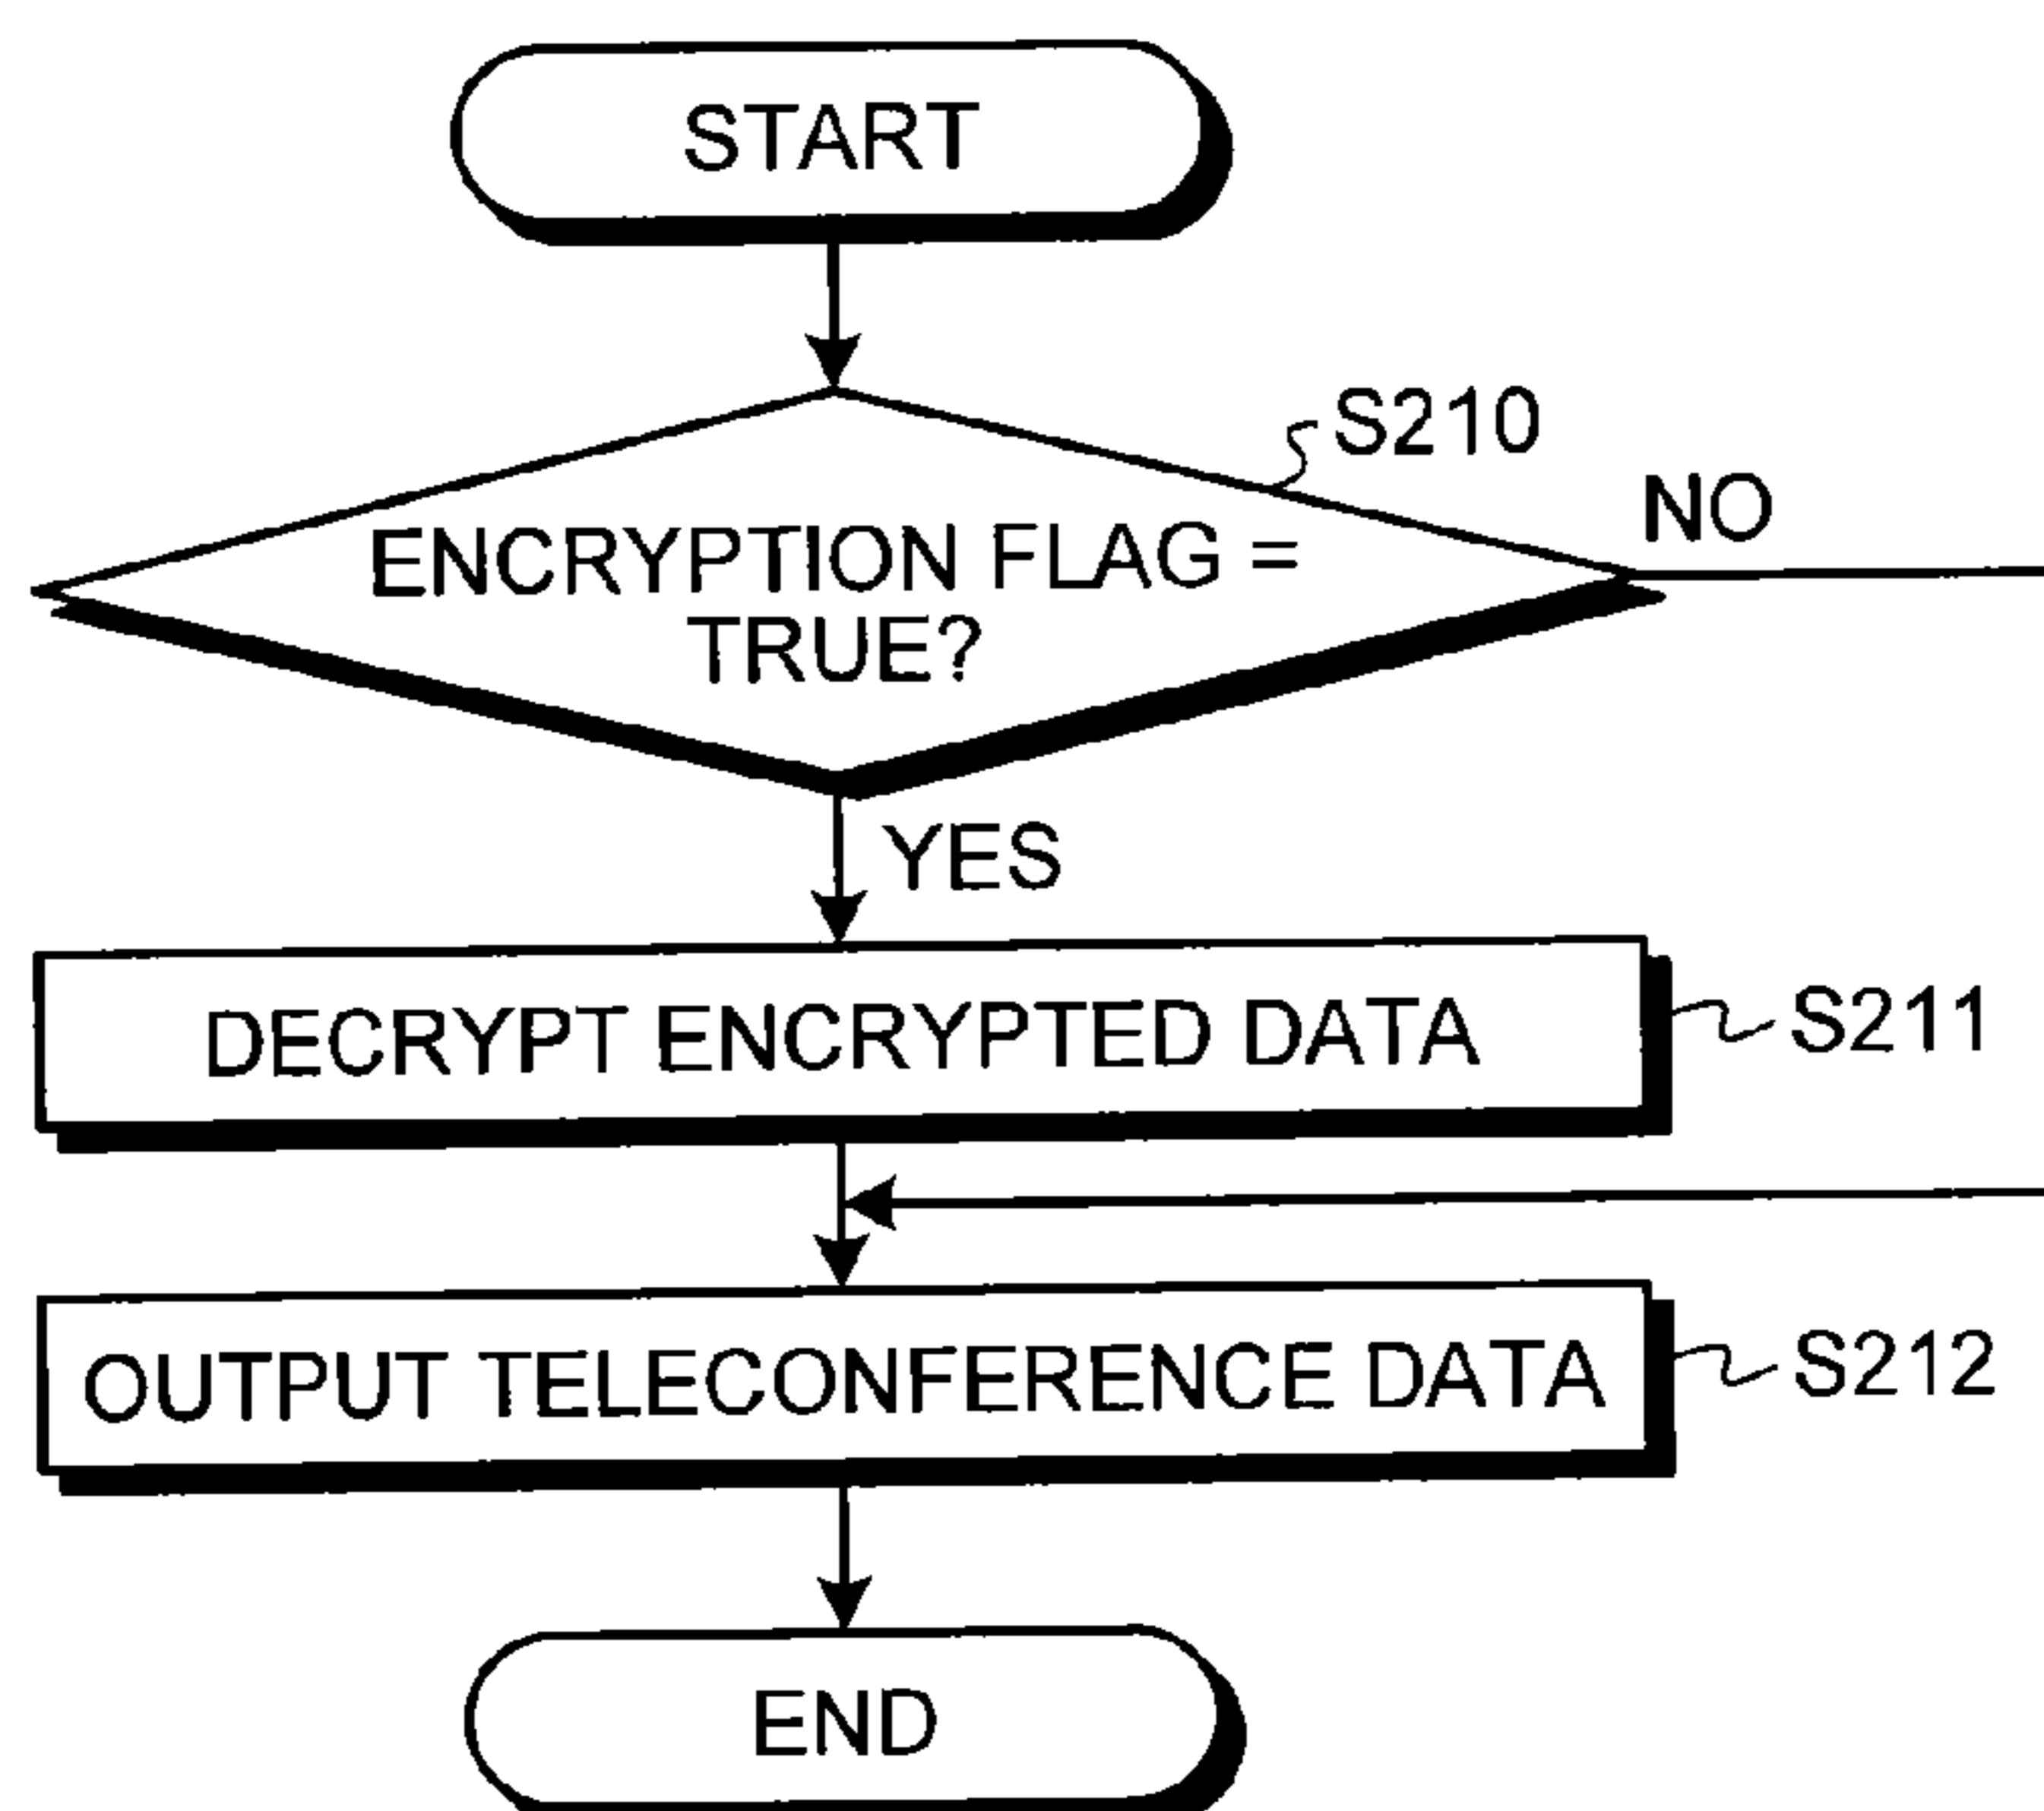 START
S210
NO
ENCRYPTION FLAG =
TRUE?
YES
DECRYPT ENCRYPTED DATA
S211
OUTPUT TELECONFERENCE DATA
S212
END